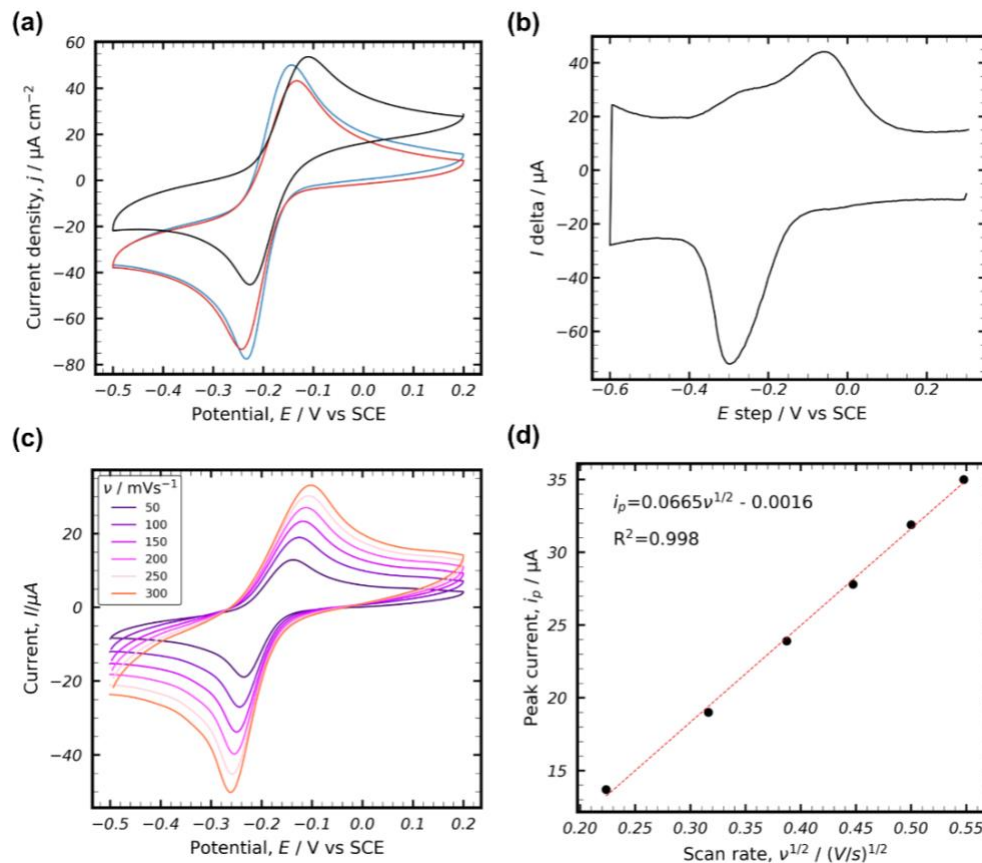 (a)
60
40
20
0
−20
−40
−60
−80
Current density, j / μA cm⁻²
−0.5 −0.4 −0.3 −0.2 −0.1 0.0 0.1 0.2
Potential, E / V vs SCE
(b)
40
20
0
−20
−40
−60
I delta / μA
−0.6 −0.4 −0.2 0.0 0.2
E step / V vs SCE
(c)
ν / mVs⁻¹
50
100
150
200
250
300
20
0
−20
−40
Current, I/μA
−0.5 −0.4 −0.3 −0.2 −0.1 0.0 0.1 0.2
Potential, E / V vs SCE
(d)
iₚ=0.0665ν¹/² - 0.0016
R²=0.998
35
30
25
20
15
Peak current, iₚ / μA
0.20 0.25 0.30 0.35 0.40 0.45 0.50 0.55
Scan rate, ν¹/² / (V/s)¹/²